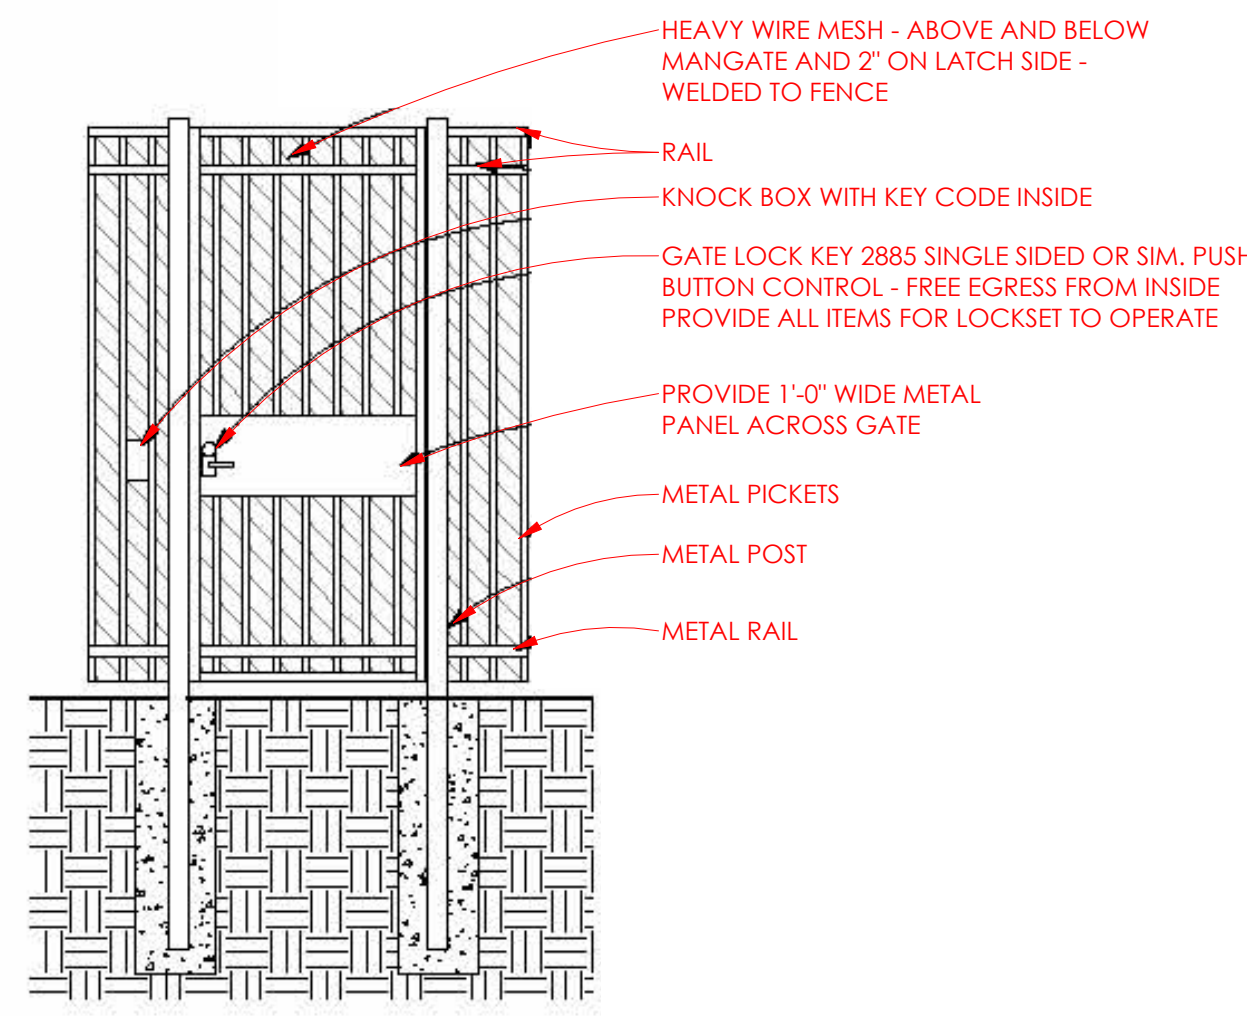 HEAVY WIRE MESH - ABOVE AND BELOW
MANGATE AND 2" ON LATCH SIDE -
WELDED TO FENCE
RAIL
KNOCK BOX WITH KEY CODE INSIDE
GATE LOCK KEY 2885 SINGLE SIDED OR SIM. PUSH
BUTTON CONTROL - FREE EGRESS FROM INSIDE
PROVIDE ALL ITEMS FOR LOCKSET TO OPERATE
PROVIDE 1'-0" WIDE METAL
PANEL ACROSS GATE
METAL PICKETS
METAL POST
METAL RAIL